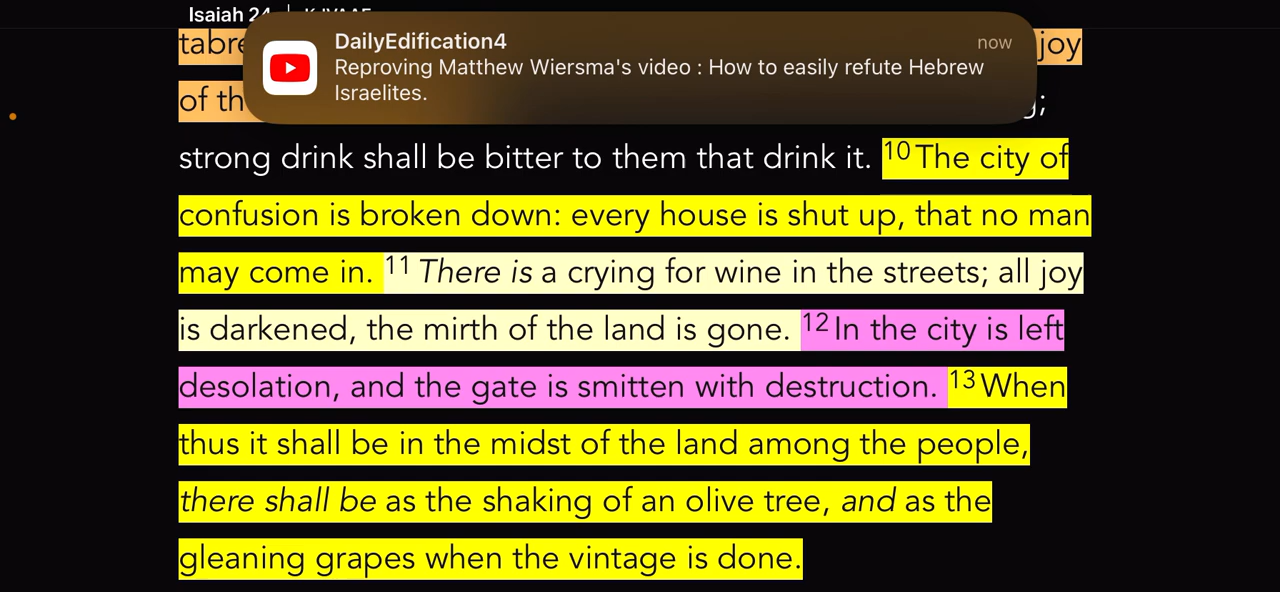 Isaiah 24
DailyEdification4
now
Reproving Matthew Wiersma's video : How to easily refute Hebrew
Israelites.
joy
of th
strong drink shall be bitter to them that drink it. 10 The city of
confusion is broken down: every house is shut up, that no man
may come in. 11 There is a crying for wine in the streets; all joy
is darkened, the mirth of the land is gone. 12 In the city is left
desolation, and the gate is smitten with destruction. 13 When
thus it shall be in the midst of the land among the people,
there shall be as the shaking of an olive tree, and as the
gleaning grapes when the vintage is done.